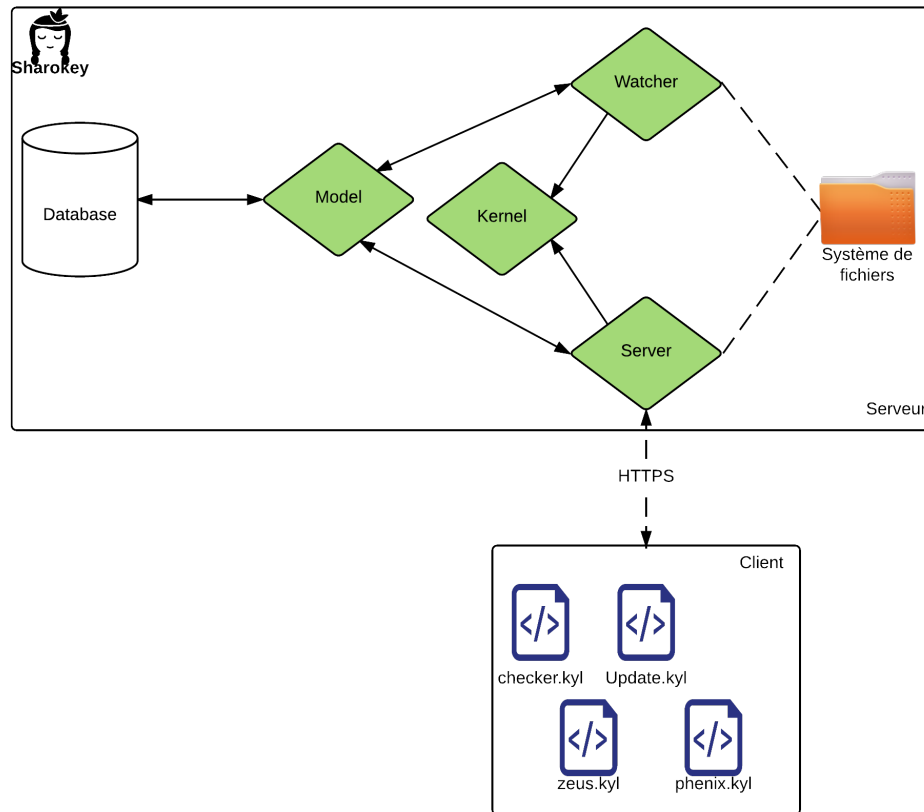 Sharokey
Watcher
Model
Database
Kernel
Système de
fichiers
Server
Serveur
HTTPS
Client
</>
</>
checker.kyl
Update.kyl
</>
</>
zeus.kyl
phenix.kyl